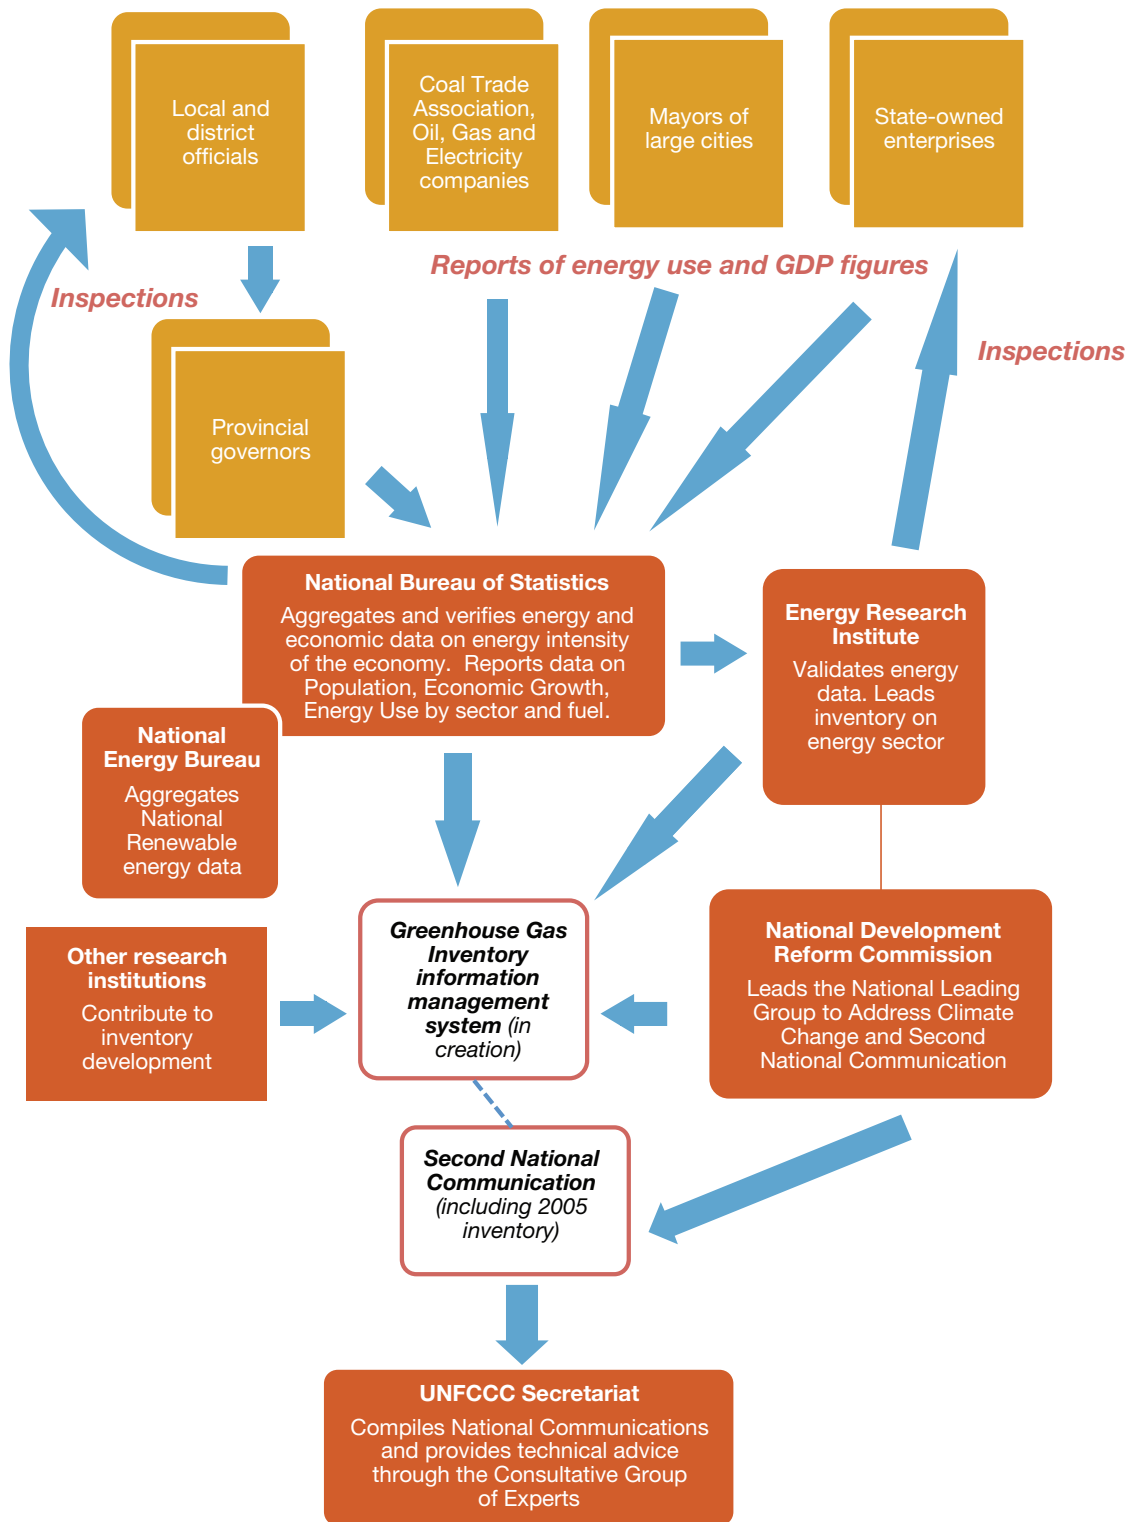 Local and
district
officials
Coal Trade
Association,
Oil, Gas and
Electricity
companies
Mayors of
large cities
State-owned
enterprises
Reports of energy use and GDP figures
Inspections
Inspections
Provincial
governors
National Bureau of Statistics
Aggregates and verifies energy and
economic data on energy intensity
of the economy.  Reports data on
Population, Economic Growth,
Energy Use by sector and fuel.
Energy Research
Institute
Validates energy
data. Leads
inventory on
energy sector
National
Energy Bureau
Aggregates
National
Renewable
energy data
Greenhouse Gas
Inventory
information
management
system (in
creation)
National Development
Reform Commission
Leads the National Leading
Group to Address Climate
Change and Second
National Communication
Other research
institutions
Contribute to
inventory
development
Second National
Communication
(including 2005
inventory)
UNFCCC Secretariat
Compiles National Communications
and provides technical advice
through the Consultative Group
of Experts